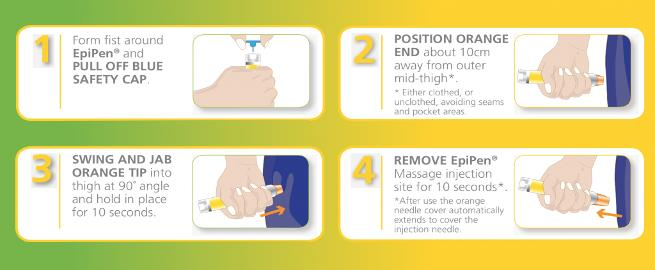 1
Form fist around
EpiPen® and
PULL OFF BLUE
SAFETY CAP.
2
POSITION ORANGE
END about 10cm
away from outer
mid-thigh*.
* Either clothed, or
unclothed, avoiding seams
and pocket areas.
3
SWING AND JAB
ORANGE TIP into
thigh at 90° angle
and hold in place
for 10 seconds.
4
REMOVE EpiPen®
Massage injection
site for 10 seconds*.
*After use the orange
needle cover automatically
extends to cover the
injection needle.